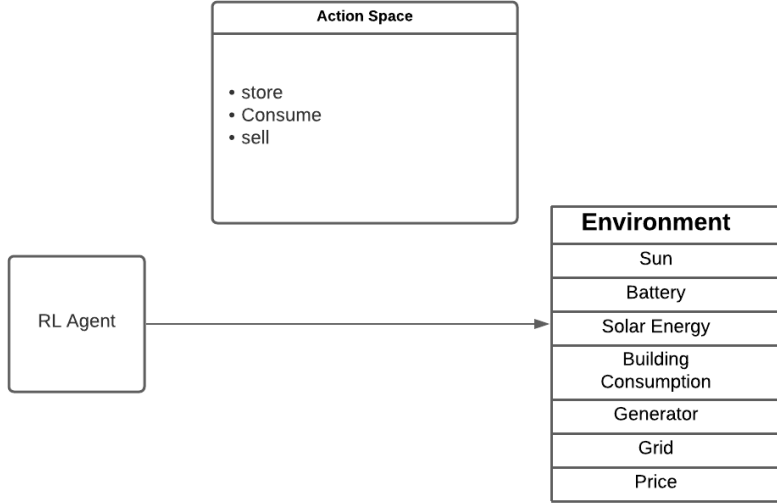 Action Space
• store
• Consume
• sell
RL Agent
Environment
Sun
Battery
Solar Energy
Building
Consumption
Generator
Grid
Price